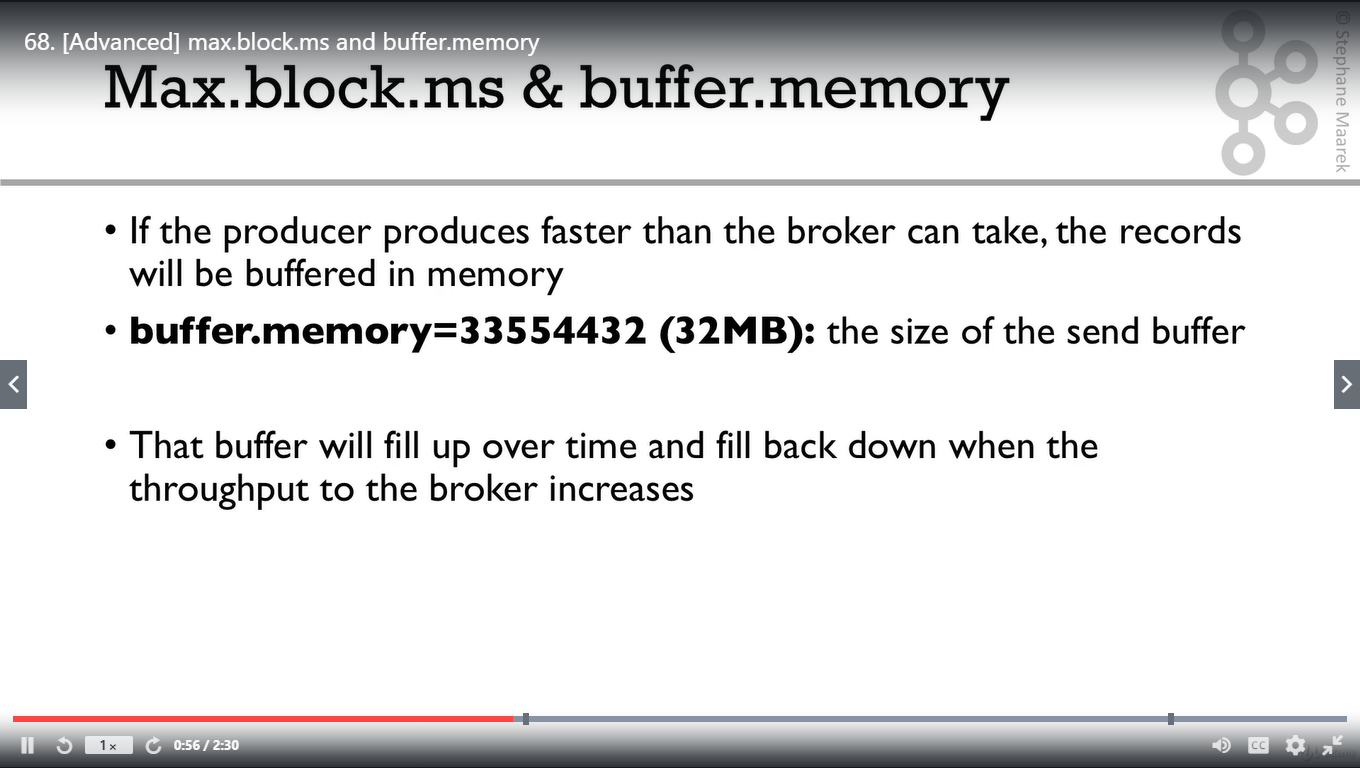 68. [Advanced] max.block.ms and buffer.memory
Max.block.ms & buffer.memory
© Stephane Maarek
• If the producer produces faster than the broker can take, the records
will be buffered in memory
• buffer.memory=33554432 (32MB): the size of the send buffer
• That buffer will fill up over time and fill back down when the
throughput to the broker increases
1x
0:56 / 2:30
CC